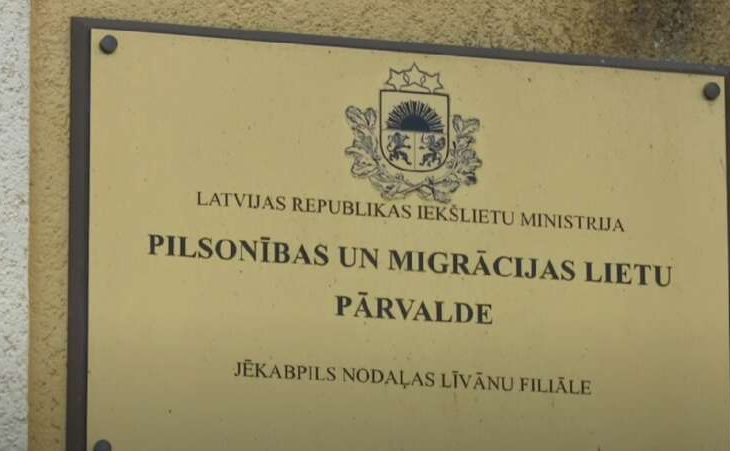 LATVIJAS REPUBLIKAS IEKŠLIETU MINISTRIJA
PILSONĪBAS UN MIGRĀCIJAS LIETU
PĀRVALDE
JĒKABPILS NODAĻAS LĪVĀNU FILIĀLE